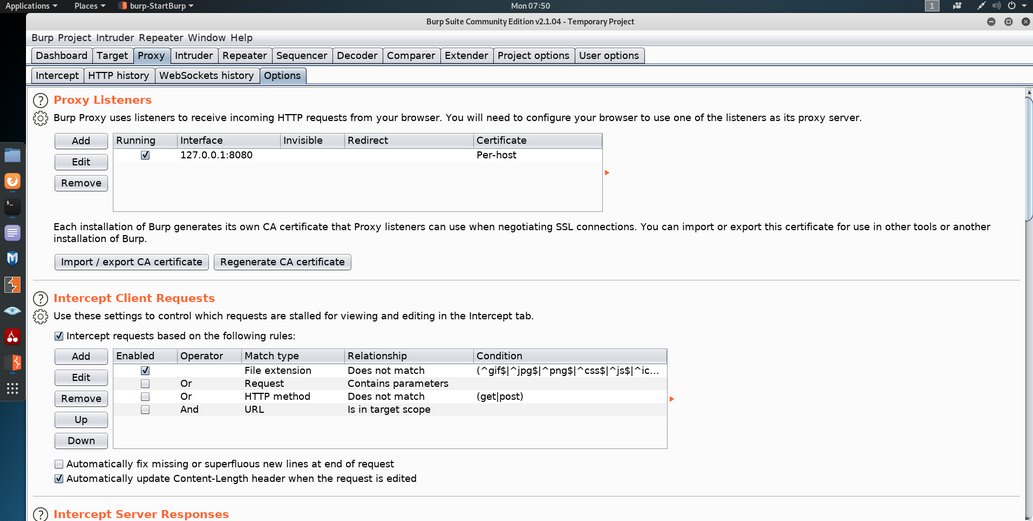 Applications Places burp-StartBurp Mon 07:50 1
Burp Suite Community Edition v2.1.04 - Temporary Project
Burp Project Intruder Repeater Window Help
Dashboard Target Proxy Intruder Repeater Sequencer Decoder Comparer Extender Project options User options
Intercept HTTP history WebSockets history Options
? Proxy Listeners
Burp Proxy uses listeners to receive incoming HTTP requests from your browser. You will need to configure your browser to use one of the listeners as its proxy server.
Add Running Interface Invisible Redirect Certificate
127.0.0.1:8080 Per-host
Edit
Remove
Each installation of Burp generates its own CA certificate that Proxy listeners can use when negotiating SSL connections. You can import or export this certificate for use in other tools or another
installation of Burp.
Import / export CA certificate Regenerate CA certificate
? Intercept Client Requests
Use these settings to control which requests are stalled for viewing and editing in the Intercept tab.
Intercept requests based on the following rules:
Add Enabled Operator Match type Relationship Condition
File extension Does not match (^gif$|^jpg$|^png$|^css$|^js$|^ic...
Edit Or Request Contains parameters
Remove Or HTTP method Does not match (get|post)
And URL Is in target scope
Up
Down
Automatically fix missing or superfluous new lines at end of request
Automatically update Content-Length header when the request is edited
? Intercept Server Responses